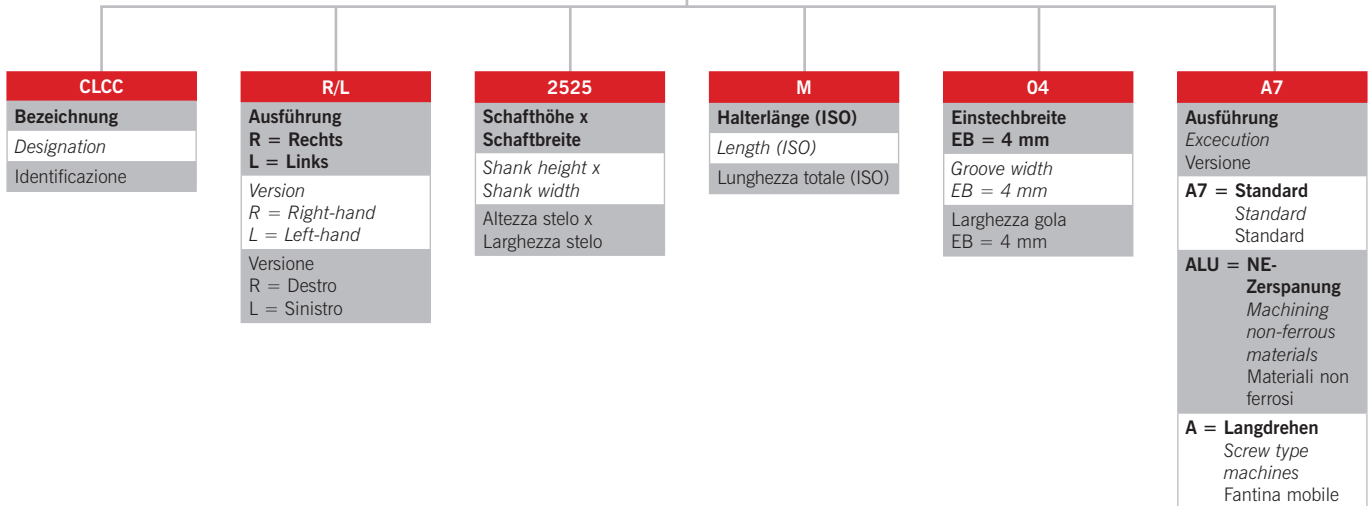 CLCC
Bezeichnung
Designation
Identificazione
R/L
Ausführung
R = Rechts
L = Links
Version
R = Right-hand
L = Left-hand
Versione
R = Destro
L = Sinistro
2525
Schafthöhe x
Schaftbreite
Shank height x
Shank width
Altezza stelo x
Larghezza stelo
M
Halterlänge (ISO)
Length (ISO)
Lunghezza totale (ISO)
04
Einstechbreite
EB = 4 mm
Groove width
EB = 4 mm
Larghezza gola
EB = 4 mm
A7
Ausführung
Excecution
Versione
A7 = Standard
Standard
Standard
ALU = NE-
Zerspanung
Machining
non-ferrous
materials
Materiali non
ferrosi
A = Langdrehen
Screw type
machines
Fantina mobile